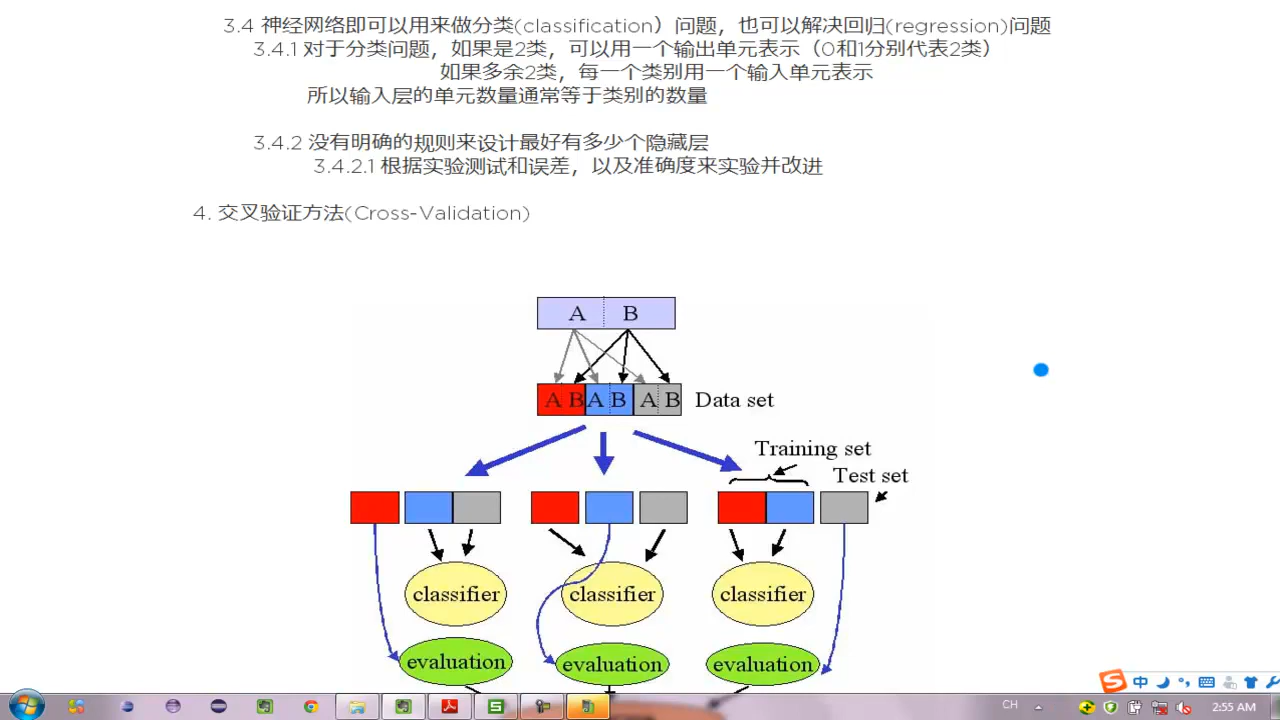 3.4 神经网络即可以用来做分类(classification）问题，也可以解决回归(regression)问题
3.4.1 对于分类问题，如果是2类，可以用一个输出单元表示（0和1分别代表2类）
如果多余2类，每一个类别用一个输入单元表示
所以输入层的单元数量通常等于类别的数量
3.4.2 没有明确的规则来设计最好有多少个隐藏层
3.4.2.1 根据实验测试和误差，以及准确度来实验并改进
4. 交叉验证方法(Cross-Validation)
A B
A B A B A B Data set
Training set
Test set
classifier classifier classifier
evaluation evaluation evaluation
中
CH 2:55 AM